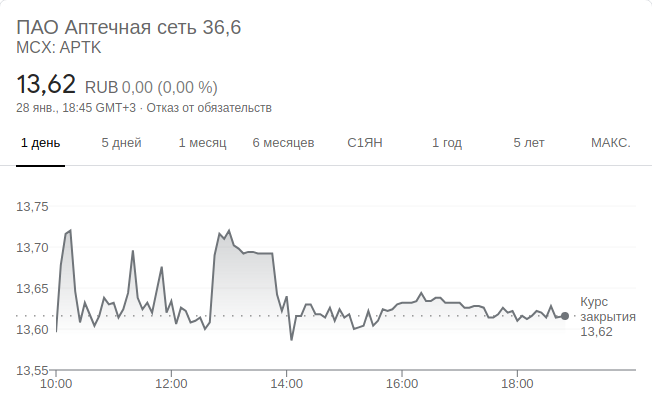 ПАО Аптечная сеть 36,6
MCX: APTK
13,62 RUB 0,00 (0,00 %)
28 янв., 18:45 GMT+3 · Отказ от обязательств
1 день 5 дней 1 месяц 6 месяцев С1ЯН 1 год 5 лет МАКС.
13,75
13,70
13,65
13,60
13,55
Курс
закрытия
13,62
10:00 12:00 14:00 16:00 18:00